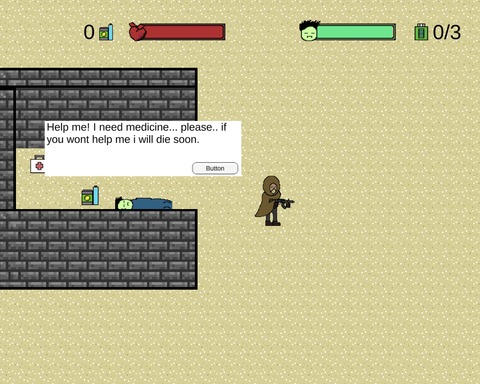 0
0/3
Help me! I need medicine... please.. if
you wont help me i will die soon.
Button